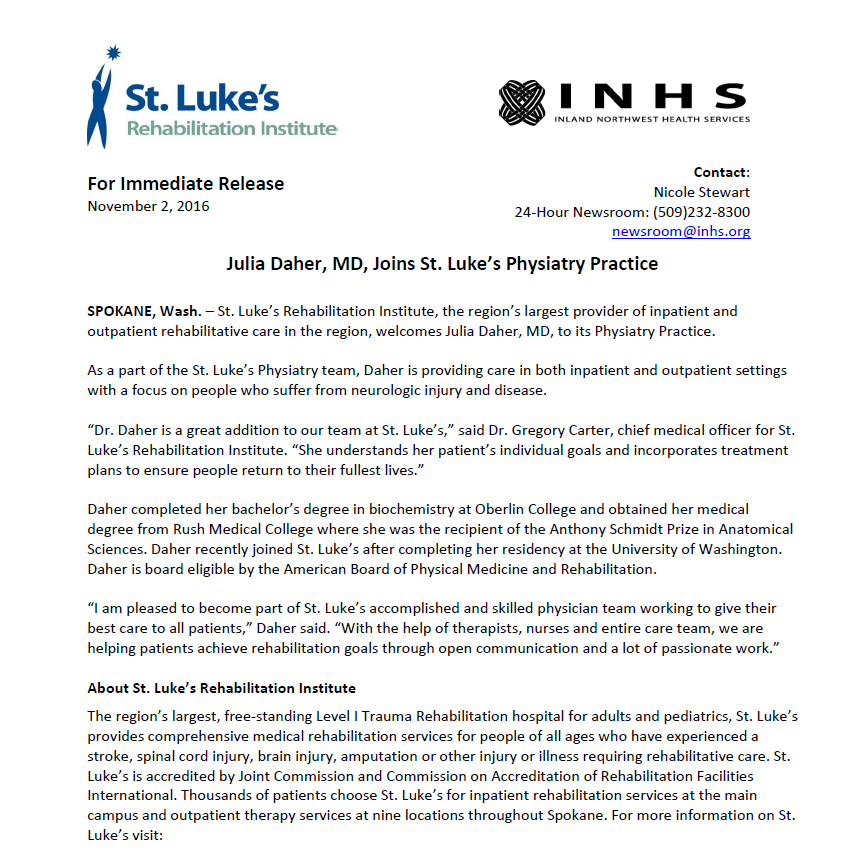 St. Luke's
Rehabilitation Institute
INHS
INLAND NORTHWEST HEALTH SERVICES
For Immediate Release
November 2, 2016
Contact:
Nicole Stewart
24-Hour Newsroom: (509)232-8300
newsroom@inhs.org
Julia Daher, MD, Joins St. Luke’s Physiatry Practice
SPOKANE, Wash. – St. Luke’s Rehabilitation Institute, the region’s largest provider of inpatient and
outpatient rehabilitative care in the region, welcomes Julia Daher, MD, to its Physiatry Practice.
As a part of the St. Luke’s Physiatry team, Daher is providing care in both inpatient and outpatient settings
with a focus on people who suffer from neurologic injury and disease.
“Dr. Daher is a great addition to our team at St. Luke’s,” said Dr. Gregory Carter, chief medical officer for St.
Luke’s Rehabilitation Institute. “She understands her patient’s individual goals and incorporates treatment
plans to ensure people return to their fullest lives.”
Daher completed her bachelor’s degree in biochemistry at Oberlin College and obtained her medical
degree from Rush Medical College where she was the recipient of the Anthony Schmidt Prize in Anatomical
Sciences. Daher recently joined St. Luke’s after completing her residency at the University of Washington.
Daher is board eligible by the American Board of Physical Medicine and Rehabilitation.
“I am pleased to become part of St. Luke’s accomplished and skilled physician team working to give their
best care to all patients,” Daher said. “With the help of therapists, nurses and entire care team, we are
helping patients achieve rehabilitation goals through open communication and a lot of passionate work.”
About St. Luke’s Rehabilitation Institute
The region’s largest, free-standing Level I Trauma Rehabilitation hospital for adults and pediatrics, St. Luke’s
provides comprehensive medical rehabilitation services for people of all ages who have experienced a
stroke, spinal cord injury, brain injury, amputation or other injury or illness requiring rehabilitative care. St.
Luke’s is accredited by Joint Commission and Commission on Accreditation of Rehabilitation Facilities
International. Thousands of patients choose St. Luke’s for inpatient rehabilitation services at the main
campus and outpatient therapy services at nine locations throughout Spokane. For more information on St.
Luke’s visit: